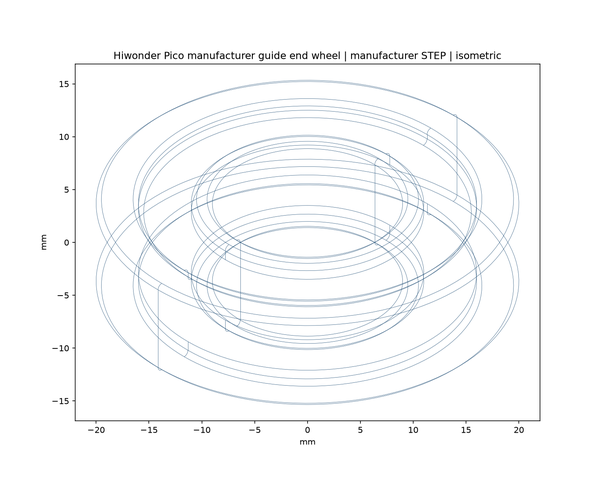 Hiwonder Pico manufacturer guide end wheel | manufacturer STEP | isometric
15
10
5
0
−5
−10
−15
mm
−20 −15 −10 −5 0 5 10 15 20
mm